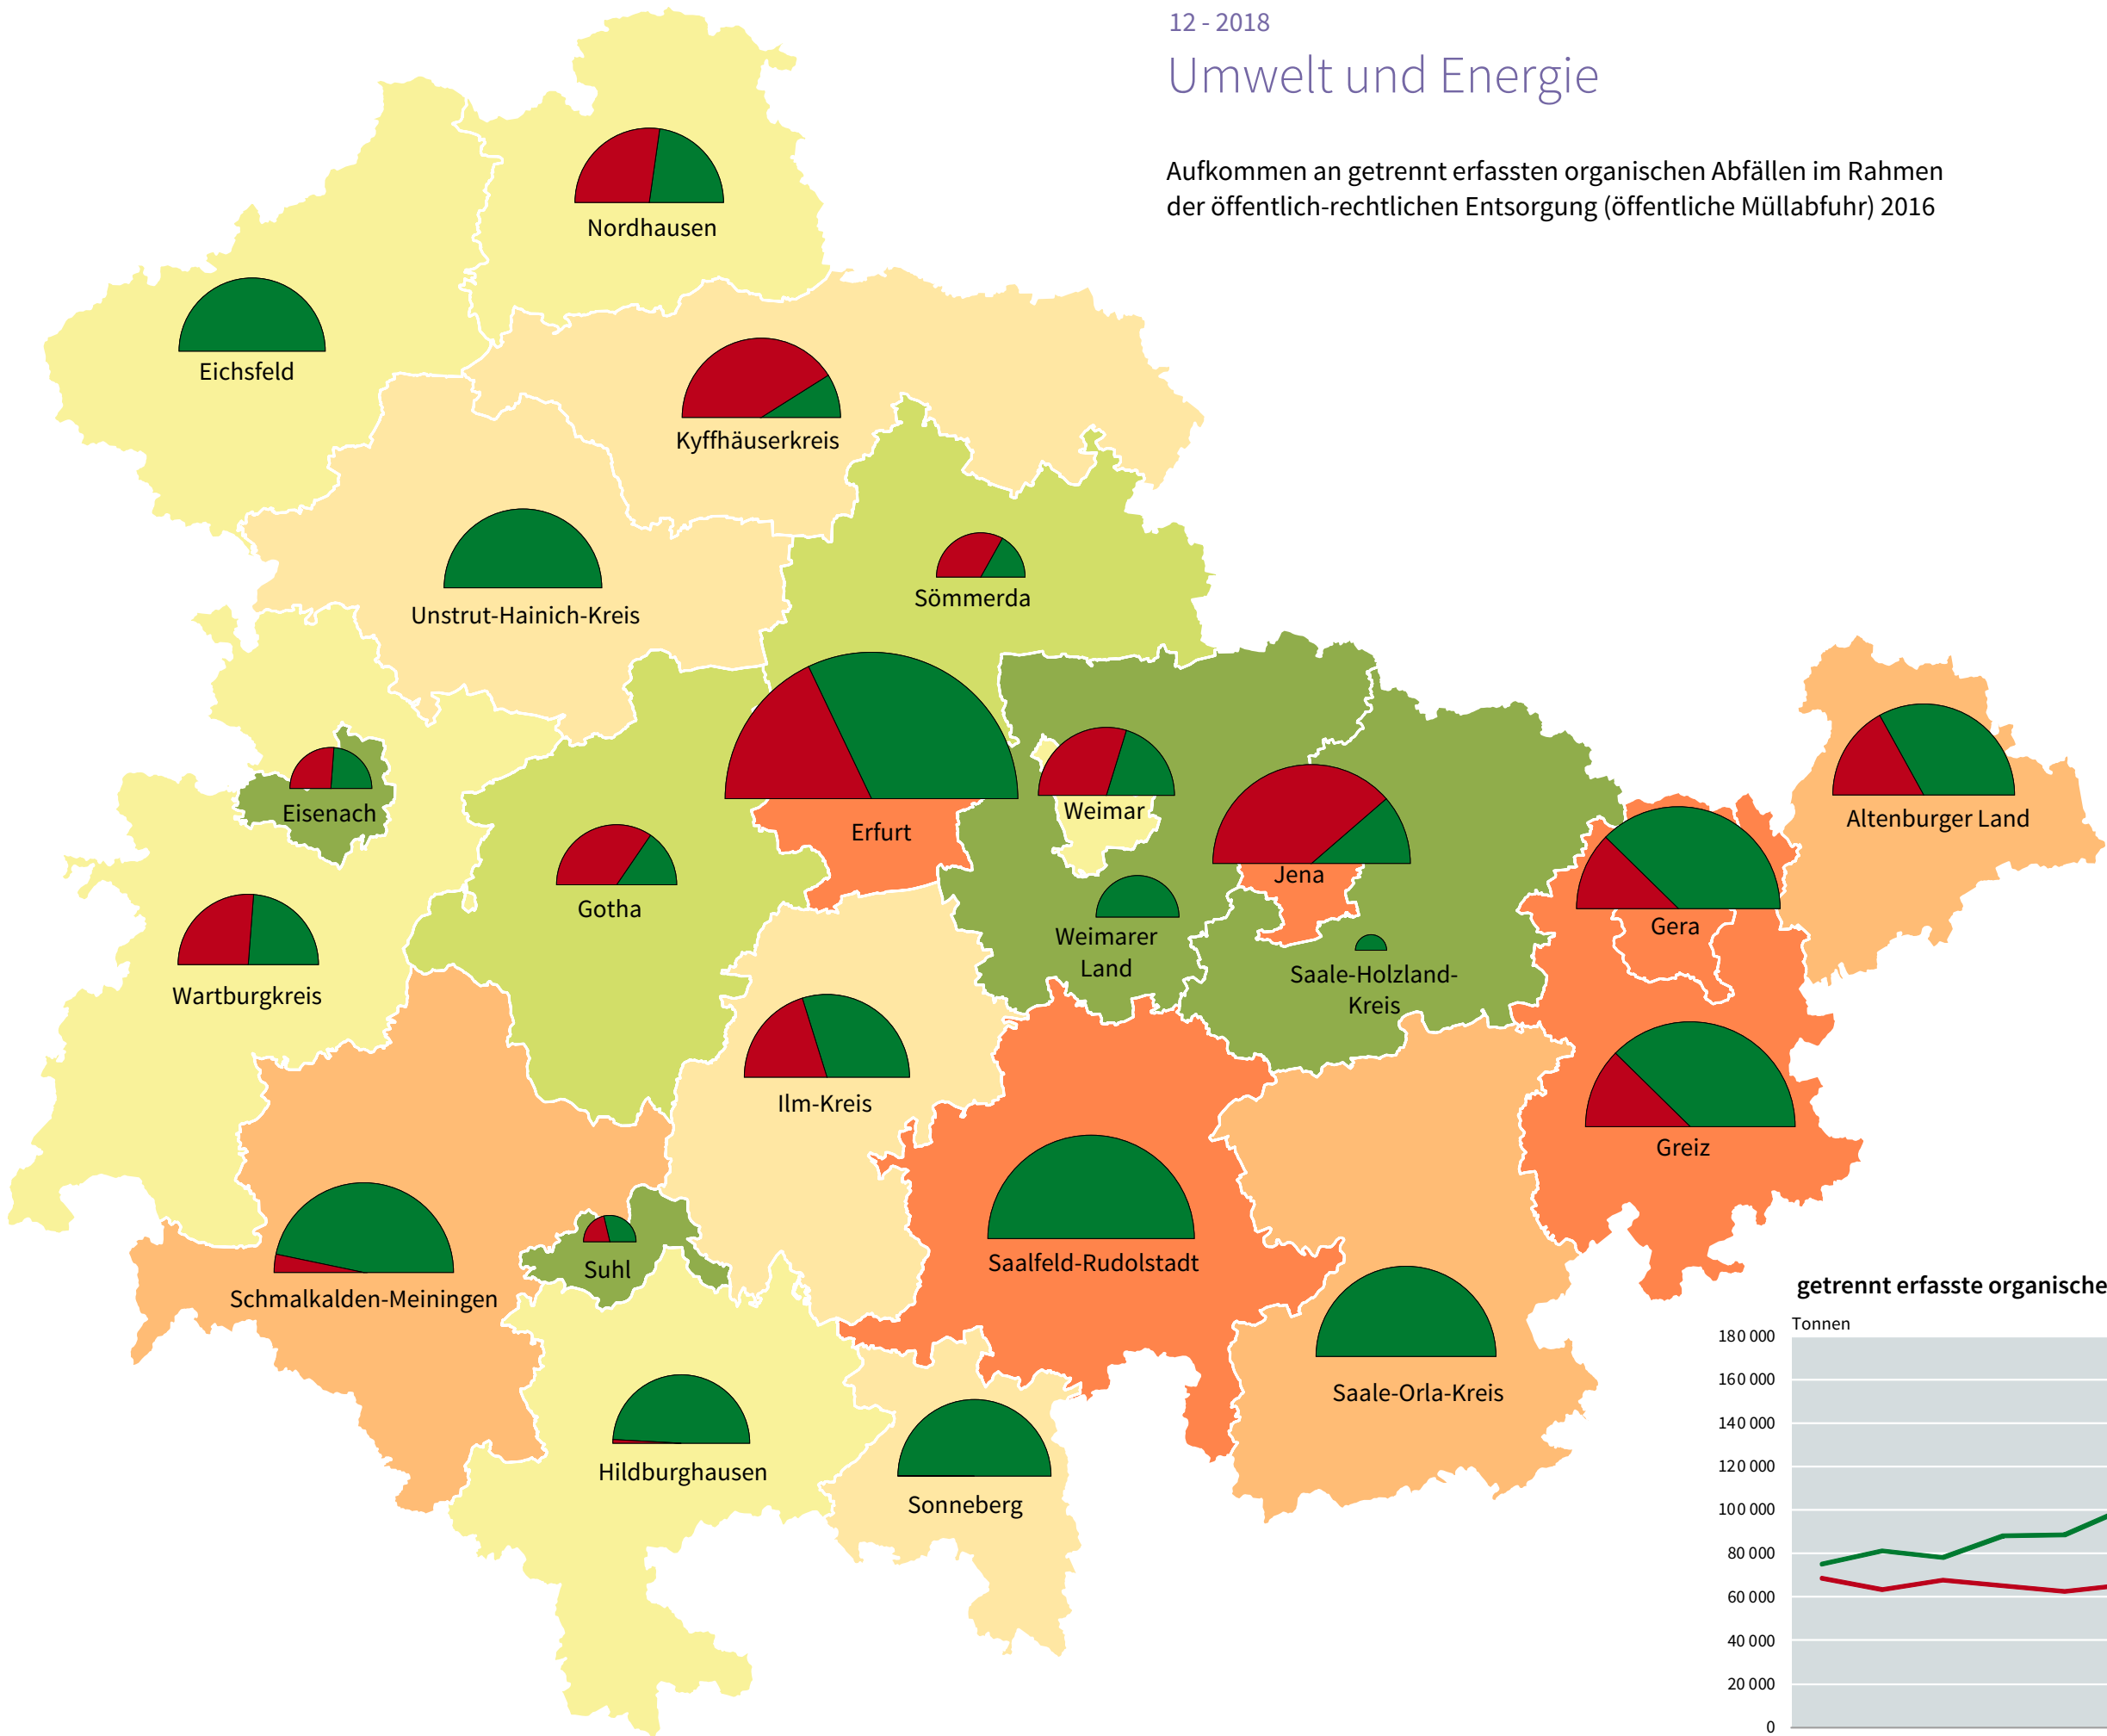 12 - 2018
Umwelt und Energie
Aufkommen an getrennt erfassten organischen Abfällen im Rahmen
der öffentlich-rechtlichen Entsorgung (öffentliche Müllabfuhr) 2016
Nordhausen
Eichsfeld
Kyffhäuserkreis
Unstrut-Hainich-Kreis
Sömmerda
Eisenach
Erfurt
Weimar
Altenburger Land
Jena
Gotha
Gera
Weimarer
Land
Saale-Holzland-
Kreis
Wartburgkreis
Ilm-Kreis
Greiz
Saalfeld-Rudolstadt
Suhl
Schmalkalden-Meiningen
Saale-Orla-Kreis
Hildburghausen
Sonneberg
getrennt erfasste organische
Tonnen
180 000
160 000
140 000
120 000
100 000
80 000
60 000
40 000
20 000
0